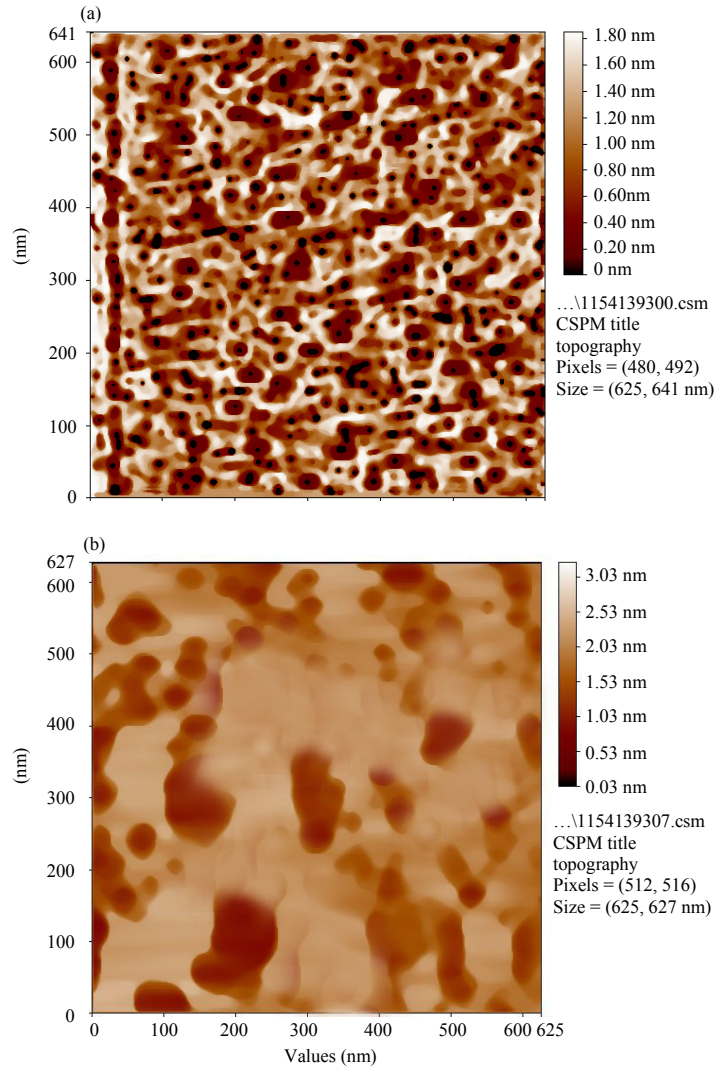 (a)
641
600
500
400
300
200
100
0
(nm)
1.80 nm
1.60 nm
1.40 nm
1.20 nm
1.00 nm
0.80 nm
0.60nm
0.40 nm
0.20 nm
0 nm
…\1154139300.csm
CSPM title
topography
Pixels = (480, 492)
Size = (625, 641 nm)
(b)
627
600
500
400
300
200
100
0
(nm)
0 100 200 300 400 500 600 625
Values (nm)
3.03 nm
2.53 nm
2.03 nm
1.53 nm
1.03 nm
0.53 nm
0.03 nm
…\1154139307.csm
CSPM title
topography
Pixels = (512, 516)
Size = (625, 627 nm)